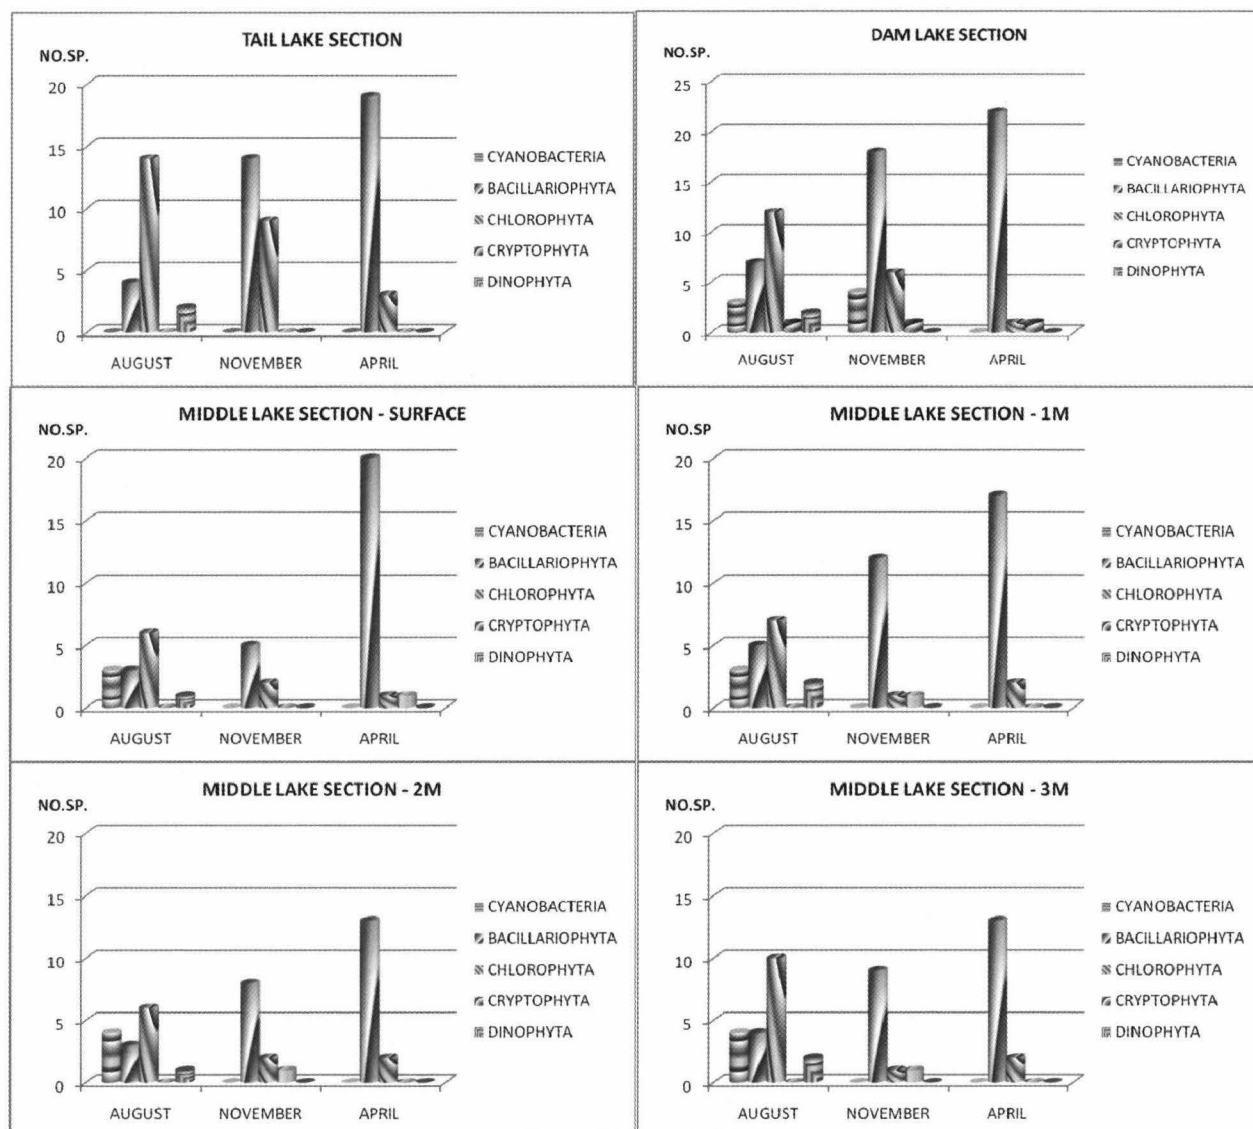 TAIL LAKE SECTION
NO.SP.
20
15
10
5
0
AUGUST NOVEMBER APRIL
CYANOBACTERIA
BACILLARIOPHYTA
CHLOROPHYTA
CRYPTOPHYTA
DINOPHYTA
DAM LAKE SECTION
NO.SP.
25
20
15
10
5
0
AUGUST NOVEMBER APRIL
CYANOBACTERIA
BACILLARIOPHYTA
CHLOROPHYTA
CRYPTOPHYTA
DINOPHYTA
MIDDLE LAKE SECTION - SURFACE
NO.SP.
20
15
10
5
0
AUGUST NOVEMBER APRIL
CYANOBACTERIA
BACILLARIOPHYTA
CHLOROPHYTA
CRYPTOPHYTA
DINOPHYTA
MIDDLE LAKE SECTION - 1M
NO.SP
20
15
10
5
0
AUGUST NOVEMBER APRIL
CYANOBACTERIA
BACILLARIOPHYTA
CHLOROPHYTA
CRYPTOPHYTA
DINOPHYTA
MIDDLE LAKE SECTION - 2M
NO.SP.
20
15
10
5
0
AUGUST NOVEMBER APRIL
CYANOBACTERIA
BACILLARIOPHYTA
CHLOROPHYTA
CRYPTOPHYTA
DINOPHYTA
MIDDLE LAKE SECTION - 3M
NO.SP.
20
15
10
5
0
AUGUST NOVEMBER APRIL
CYANOBACTERIA
BACILLARIOPHYTA
CHLOROPHYTA
CRYPTOPHYTA
DINOPHYTA